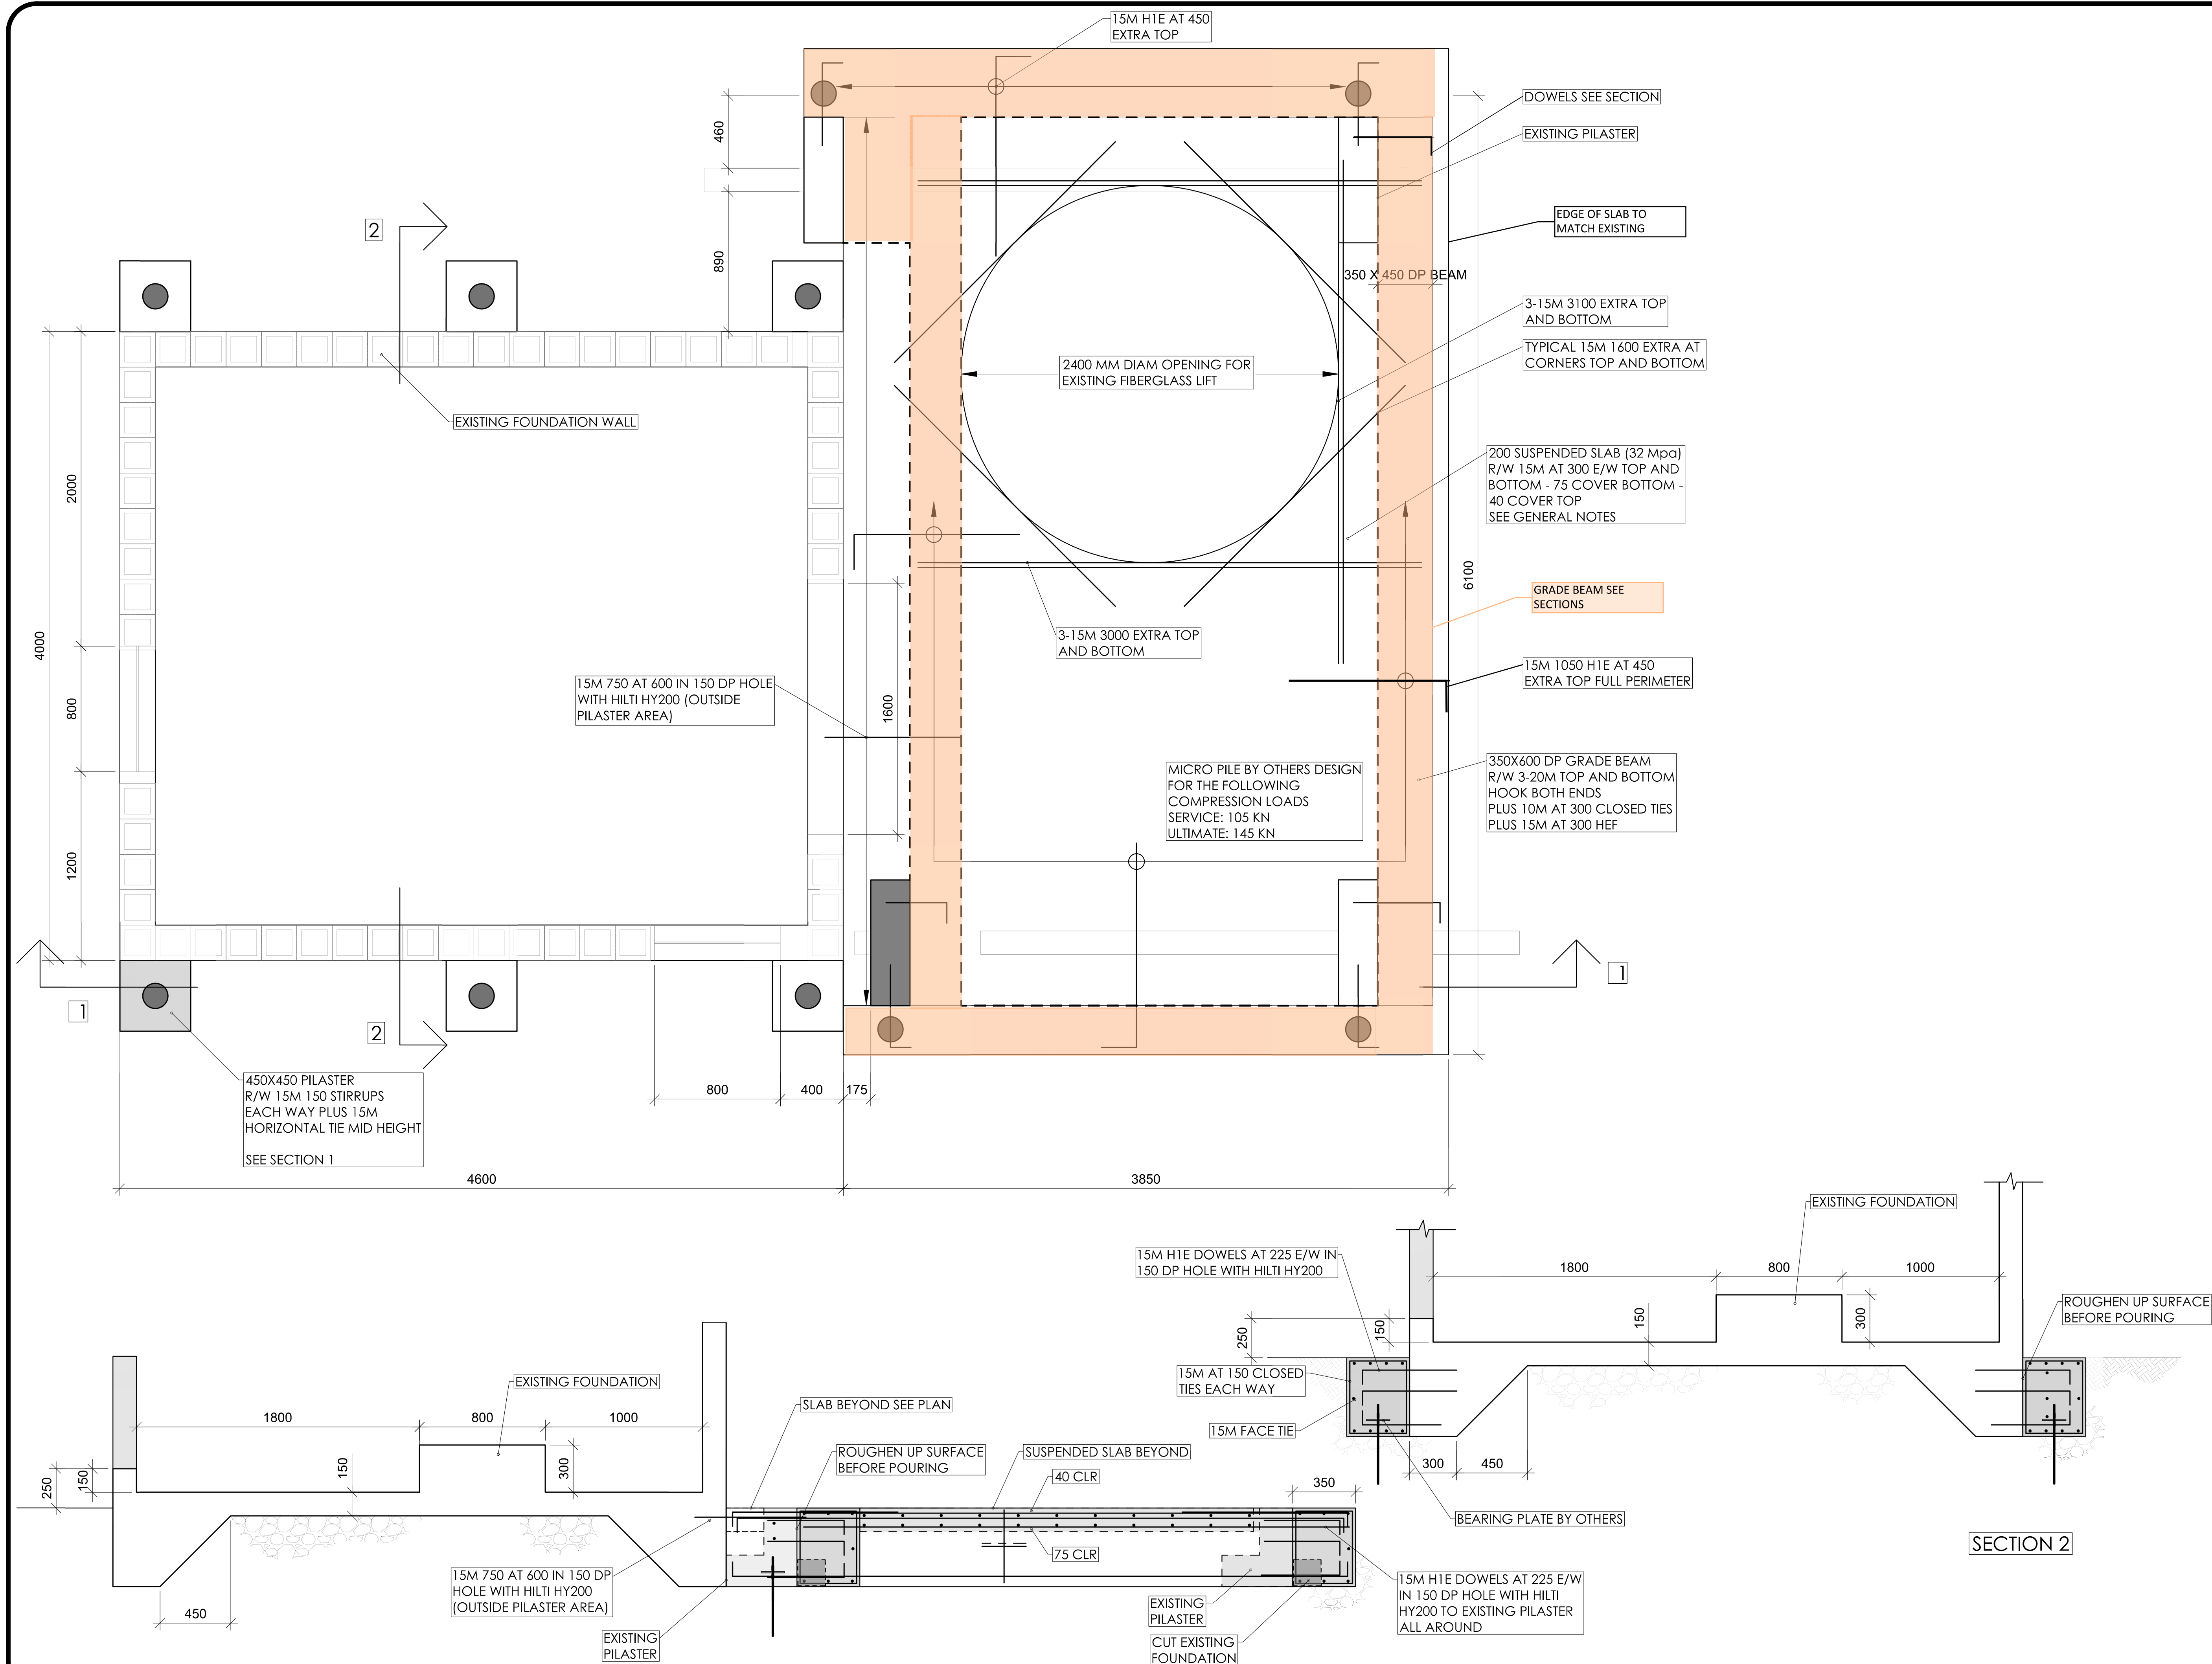 15M H1E AT 450
EXTRA TOP
DOWELS SEE SECTION
460
EXISTING PILASTER
EDGE OF SLAB TO
MATCH EXISTING
2
890
350 X 450 DP BEAM
3-15M 3100 EXTRA TOP
AND BOTTOM
TYPICAL 15M 1600 EXTRA AT
CORNERS TOP AND BOTTOM
2400 MM DIAM OPENING FOR
EXISTING FIBERGLASS LIFT
EXISTING FOUNDATION WALL
200 SUSPENDED SLAB (32 Mpa)
R/W 15M AT 300 E/W TOP AND
BOTTOM - 75 COVER BOTTOM -
40 COVER TOP
SEE GENERAL NOTES
2000
6100
GRADE BEAM SEE
SECTIONS
4000
3-15M 3000 EXTRA TOP
AND BOTTOM
15M 1050 H1E AT 450
EXTRA TOP FULL PERIMETER
15M 750 AT 600 IN 150 DP HOLE
WITH HILTI HY200 (OUTSIDE
PILASTER AREA)
800
1600
MICRO PILE BY OTHERS DESIGN
FOR THE FOLLOWING
COMPRESSION LOADS
SERVICE: 105 KN
ULTIMATE: 145 KN
350X600 DP GRADE BEAM
R/W 3-20M TOP AND BOTTOM
HOOK BOTH ENDS
PLUS 10M AT 300 CLOSED TIES
PLUS 15M AT 300 HEF
1200
1
1
2
450X450 PILASTER
R/W 15M 150 STIRRUPS
EACH WAY PLUS 15M
HORIZONTAL TIE MID HEIGHT
SEE SECTION 1
800
400
175
4600
3850
EXISTING FOUNDATION
15M H1E DOWELS AT 225 E/W IN
150 DP HOLE WITH HILTI HY200
1800
800
1000
ROUGHEN UP SURFACE
BEFORE POURING
250
150
150
300
15M AT 150 CLOSED
TIES EACH WAY
15M FACE TIE
300
450
BEARING PLATE BY OTHERS
SECTION 2
EXISTING FOUNDATION
1800
800
1000
SLAB BEYOND SEE PLAN
ROUGHEN UP SURFACE
BEFORE POURING
SUSPENDED SLAB BEYOND
40 CLR
250
150
150
300
350
75 CLR
15M 750 AT 600 IN 150 DP
HOLE WITH HILTI HY200
(OUTSIDE PILASTER AREA)
450
EXISTING
PILASTER
EXISTING
PILASTER
CUT EXISTING
FOUNDATION
15M H1E DOWELS AT 225 E/W
IN 150 DP HOLE WITH HILTI
HY200 TO EXISTING PILASTER
ALL AROUND